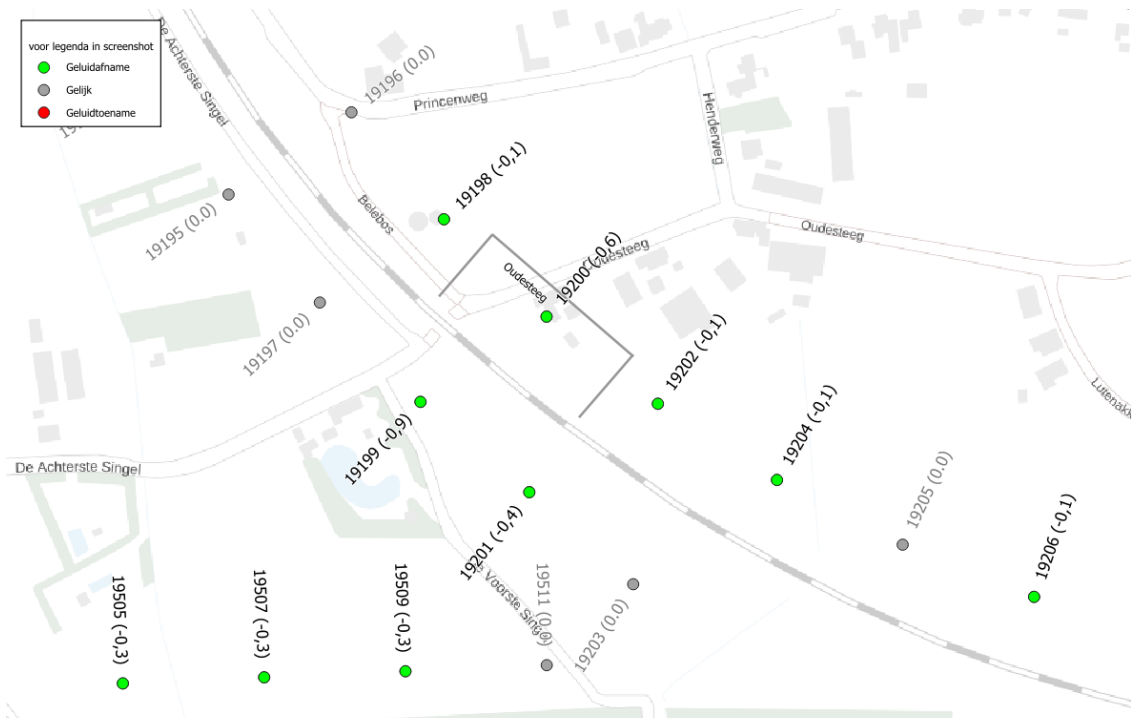 voor legenda in screenshot
Geluidafname
Gelijk
Geluidtoename
De Achterste Singel
19196 (0.0)
Princenweg
Henderweg
19198 (-0,1)
19195 (0.0)
Belebos
Oudesteeg
19200 (-0,6)
Oudesteeg
19197 (0.0)
19202 (-0,1)
19199 (-0,9)
De Achterste Singel
19204 (-0,1)
19205 (0.0)
19206 (-0,1)
19201 (-0,4)
Voorste Singel
19511 (0.0)
19203 (0.0)
19505 (-0,3)
19507 (-0,3)
19509 (-0,3)